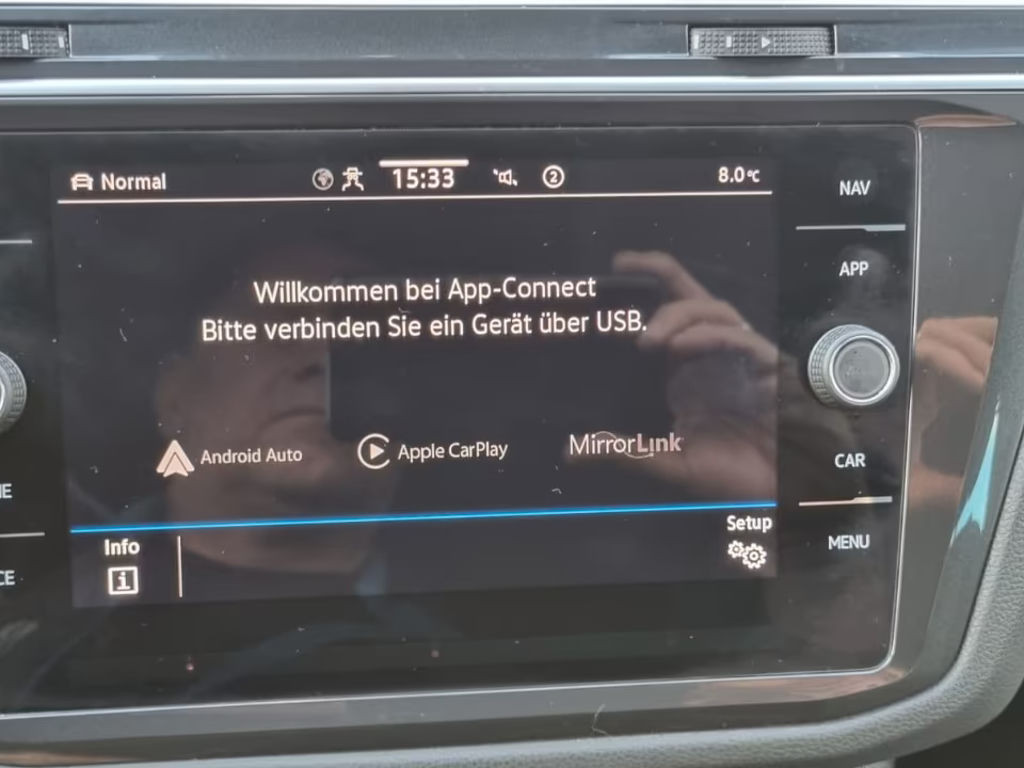 Normal
15:33
2
8.0°C
NAV
APP
Willkommen bei App-Connect
Bitte verbinden Sie ein Gerät über USB.
Android Auto
Apple CarPlay
MirrorLink
CAR
MENU
Info
i
Setup